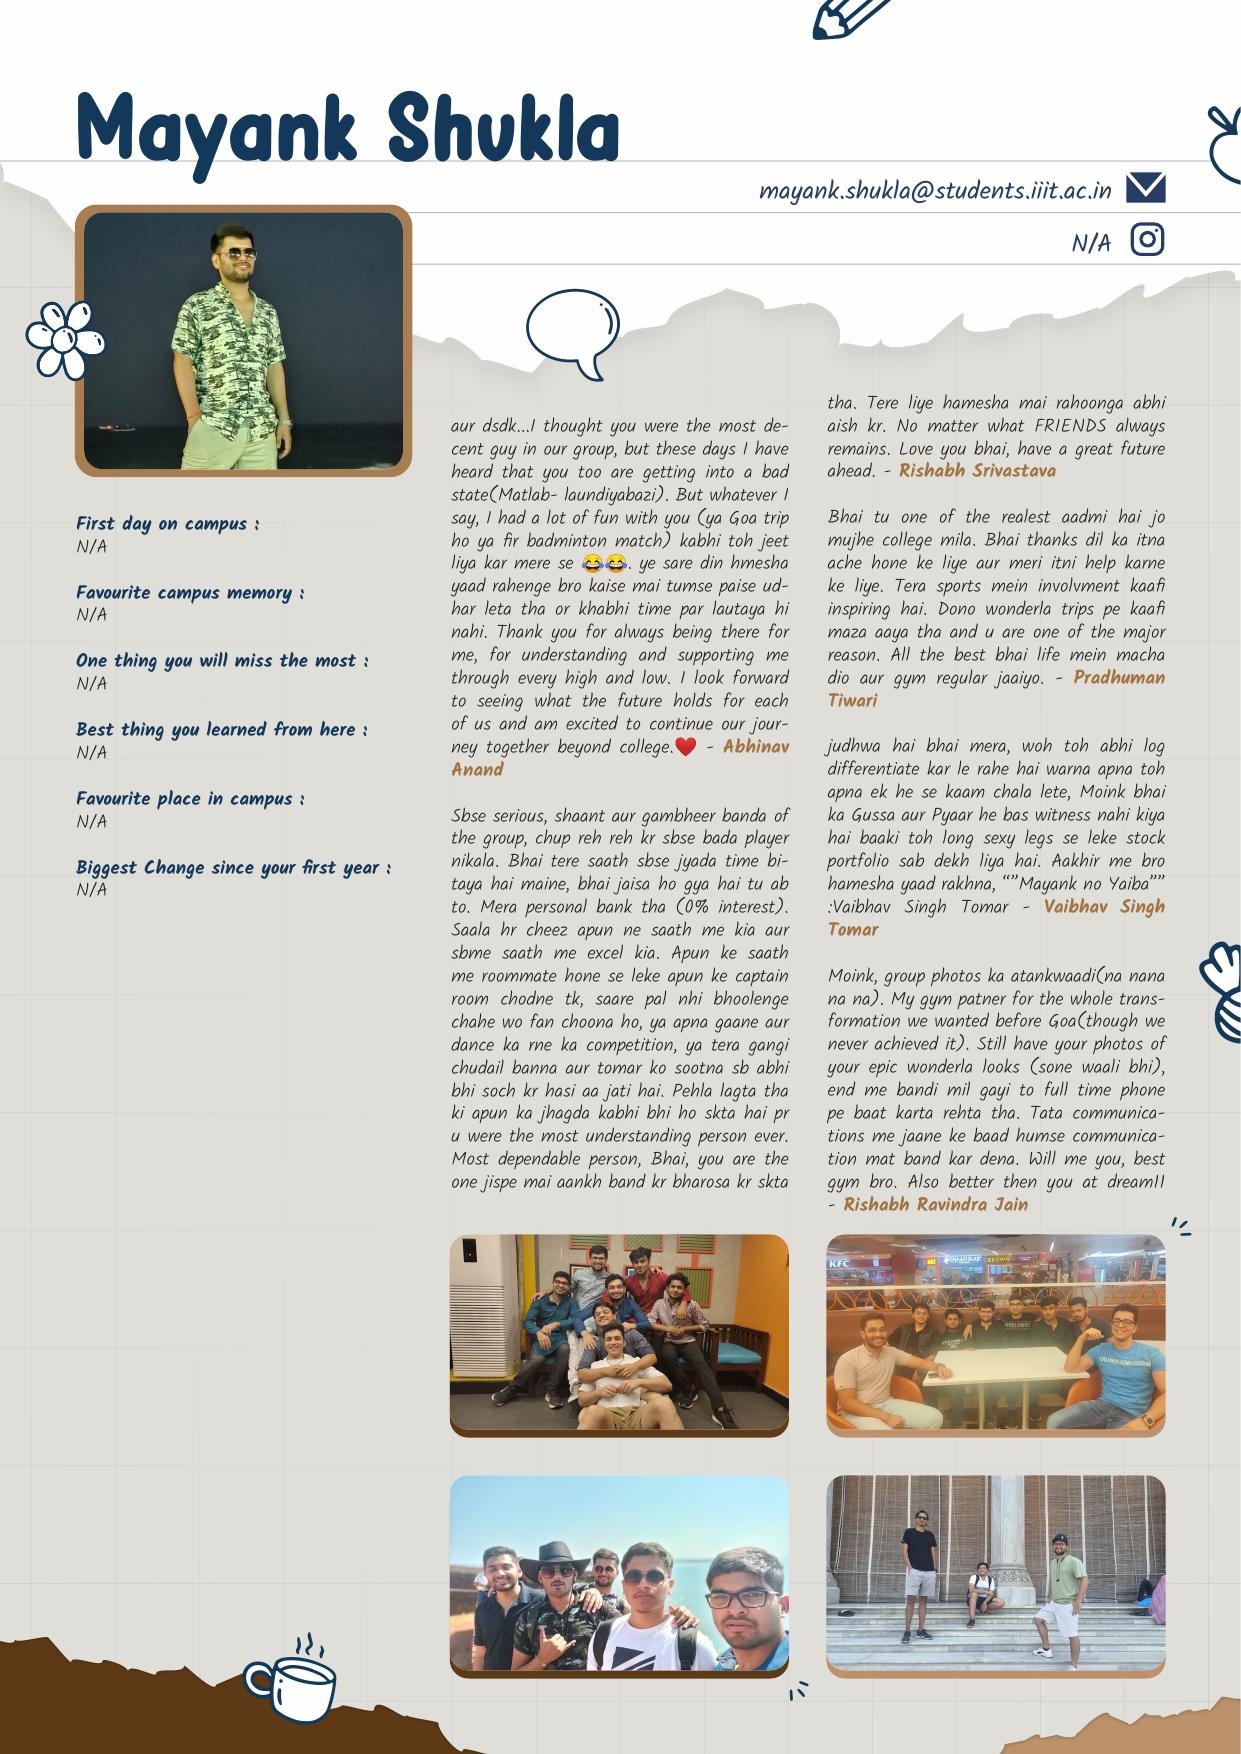 Mayank Shukla
mayank.shukla@students.iiit.ac.in
N/A
First day on campus :
N/A
Favourite campus memory :
N/A
One thing you will miss the most :
N/A
Best thing you learned from here :
N/A
Favourite place in campus :
N/A
Biggest Change since your first year :
N/A
aur dsdk...I thought you were the most de-
cent guy in our group, but these days I have
heard that you too are getting into a bad
state(Matlab- laundiyabazi). But whatever I
say, I had a lot of fun with you (ya Goa trip
ho ya fir badminton match) kabhi toh jeet
liya kar mere se 😂😂. ye sare din hmesha
yaad rahenge bro kaise mai tumse paise ud-
har leta tha or khabhi time par lautaya hi
nahi. Thank you for always being there for
me, for understanding and supporting me
through every high and low. I look forward
to seeing what the future holds for each
of us and am excited to continue our jour-
ney together beyond college.❤️ - Abhinav
Anand
Sbse serious, shaant aur gambheer banda of
the group, chup reh reh kr sbse bada player
nikala. Bhai tere saath sbse jyada time bi-
taya hai maine, bhai jaisa ho gya hai tu ab
to. Mera personal bank tha (0% interest).
Saala hr cheez apun ne saath me kia aur
sbme saath me excel kia. Apun ke saath
me roommate hone se leke apun ke captain
room chodne tk, saare pal nhi bhoolenge
chahe wo fan choona ho, ya apna gaane aur
dance ka rne ka competition, ya tera gangi
chudail banna aur tomar ko sootna sb abhi
bhi soch kr hasi aa jati hai. Pehla lagta tha
ki apun ka jhagda kabhi bhi ho skta hai pr
u were the most understanding person ever.
Most dependable person, Bhai, you are the
one jispe mai aankh band kr bharosa kr skta
tha. Tere liye hamesha mai rahoonga abhi
aish kr. No matter what FRIENDS always
remains. Love you bhai, have a great future
ahead. - Rishabh Srivastava
Bhai tu one of the realest aadmi hai jo
mujhe college mila. Bhai thanks dil ka itna
ache hone ke liye aur meri itni help karne
ke liye. Tera sports mein involvment kaafi
inspiring hai. Dono wonderla trips pe kaafi
maza aaya tha and u are one of the major
reason. All the best bhai life mein macha
dio aur gym regular jaaiyo. - Pradhuman
Tiwari
judhwa hai bhai mera, woh toh abhi log
differentiate kar le rahe hai warna apna toh
apna ek he se kaam chala lete, Moink bhai
ka Gussa aur Pyaar he bas witness nahi kiya
hai baaki toh long sexy legs se leke stock
portfolio sab dekh liya hai. Aakhir me bro
hamesha yaad rakhna, “”Mayank no Yaiba””
:Vaibhav Singh Tomar - Vaibhav Singh
Tomar
Moink, group photos ka atankwaadi(na nana
na na). My gym patner for the whole trans-
formation we wanted before Goa(though we
never achieved it). Still have your photos of
your epic wonderla looks (sone waali bhi),
end me bandi mil gayi to full time phone
pe baat karta rehta tha. Tata communica-
tions me jaane ke baad humse communica-
tion mat band kar dena. Will me you, best
gym bro. Also better then you at dream11
- Rishabh Ravindra Jain
KFC